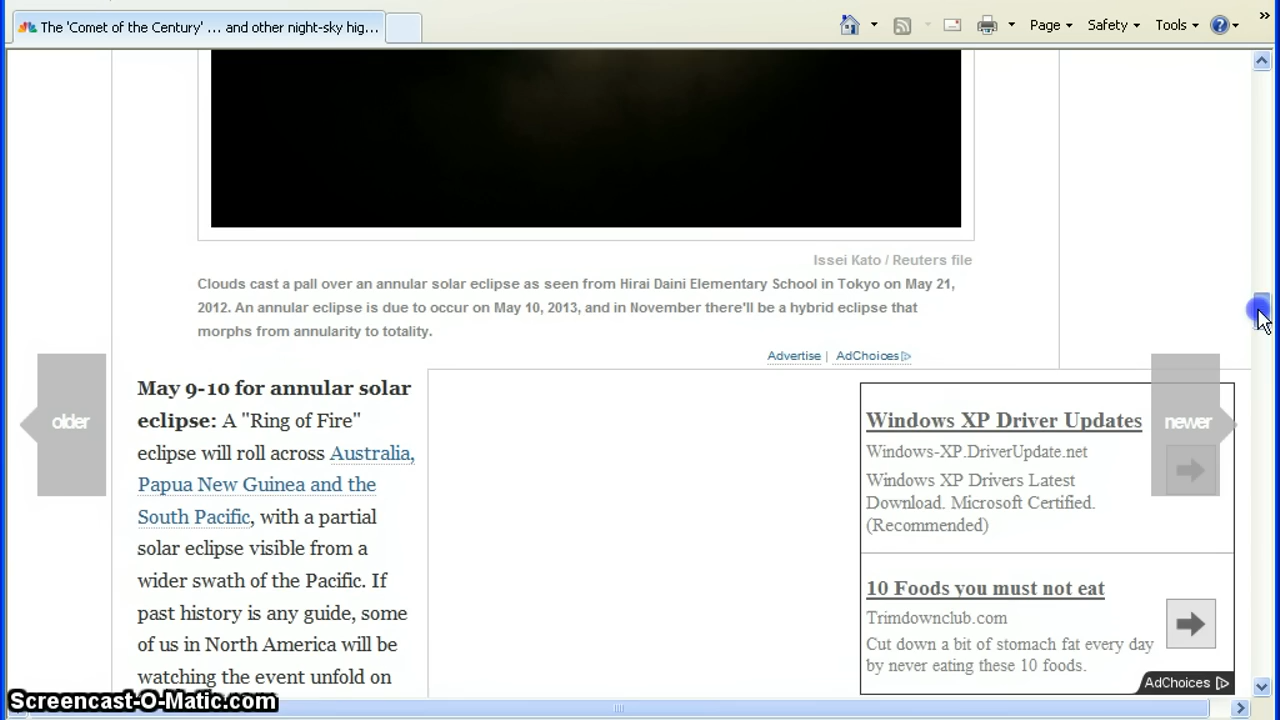 The 'Comet of the Century' ... and other night-sky hig...
Page
Safety
Tools
Issei Kato / Reuters file
Clouds cast a pall over an annular solar eclipse as seen from Hirai Daini Elementary School in Tokyo on May 21,
2012. An annular eclipse is due to occur on May 10, 2013, and in November there'll be a hybrid eclipse that
morphs from annularity to totality.
Advertise | AdChoices
older
May 9-10 for annular solar
eclipse: A "Ring of Fire"
eclipse will roll across Australia,
Papua New Guinea and the
South Pacific, with a partial
solar eclipse visible from a
wider swath of the Pacific. If
past history is any guide, some
of us in North America will be
watching the event unfold on
Windows XP Driver Updates
Windows-XP.DriverUpdate.net
Windows XP Drivers Latest
Download. Microsoft Certified.
(Recommended)
newer
10 Foods you must not eat
Trimdownclub.com
Cut down a bit of stomach fat every day
by never eating these 10 foods.
AdChoices
Screencast-O-Matic.com